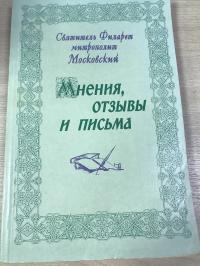 Святитель Филарет
митрополит
Московский
Мнения,
отзывы
и письма